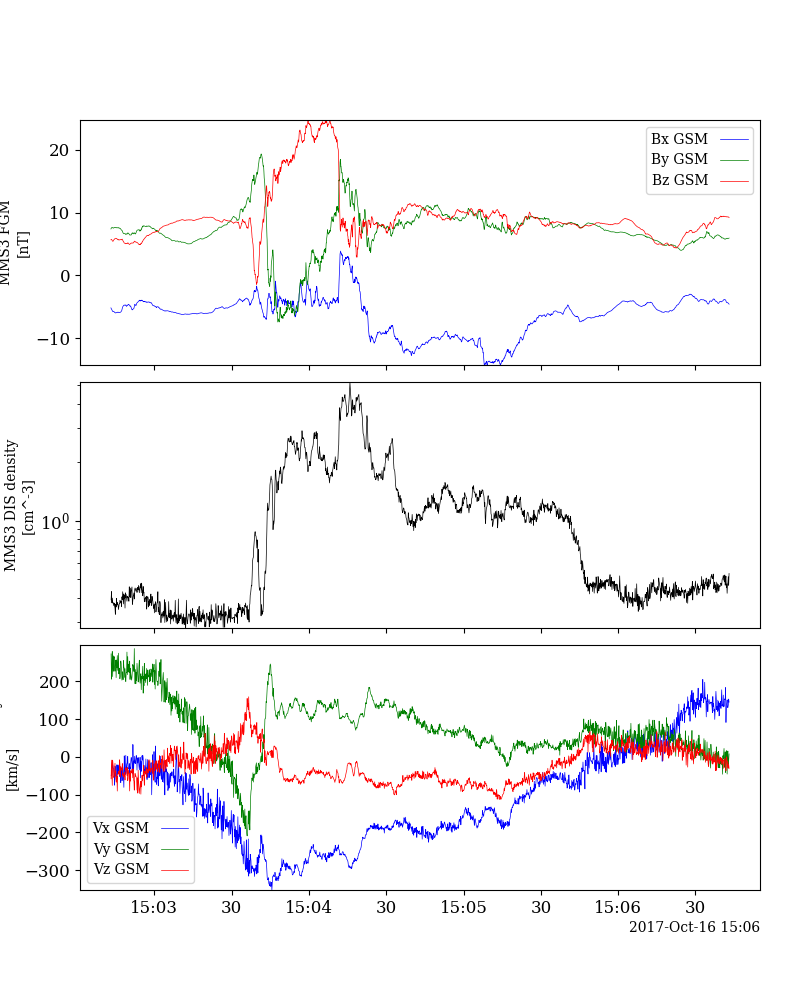 MMS3 FGM
[nT]
20
10
0
−10
Bx GSM
By GSM
Bz GSM
MMS3 DIS density
[cm^-3]
10^0
[km/s]
200
100
0
−100
−200
−300
Vx GSM
Vy GSM
Vz GSM
15:03 30 15:04 30 15:05 30 15:06 30
2017-Oct-16 15:06